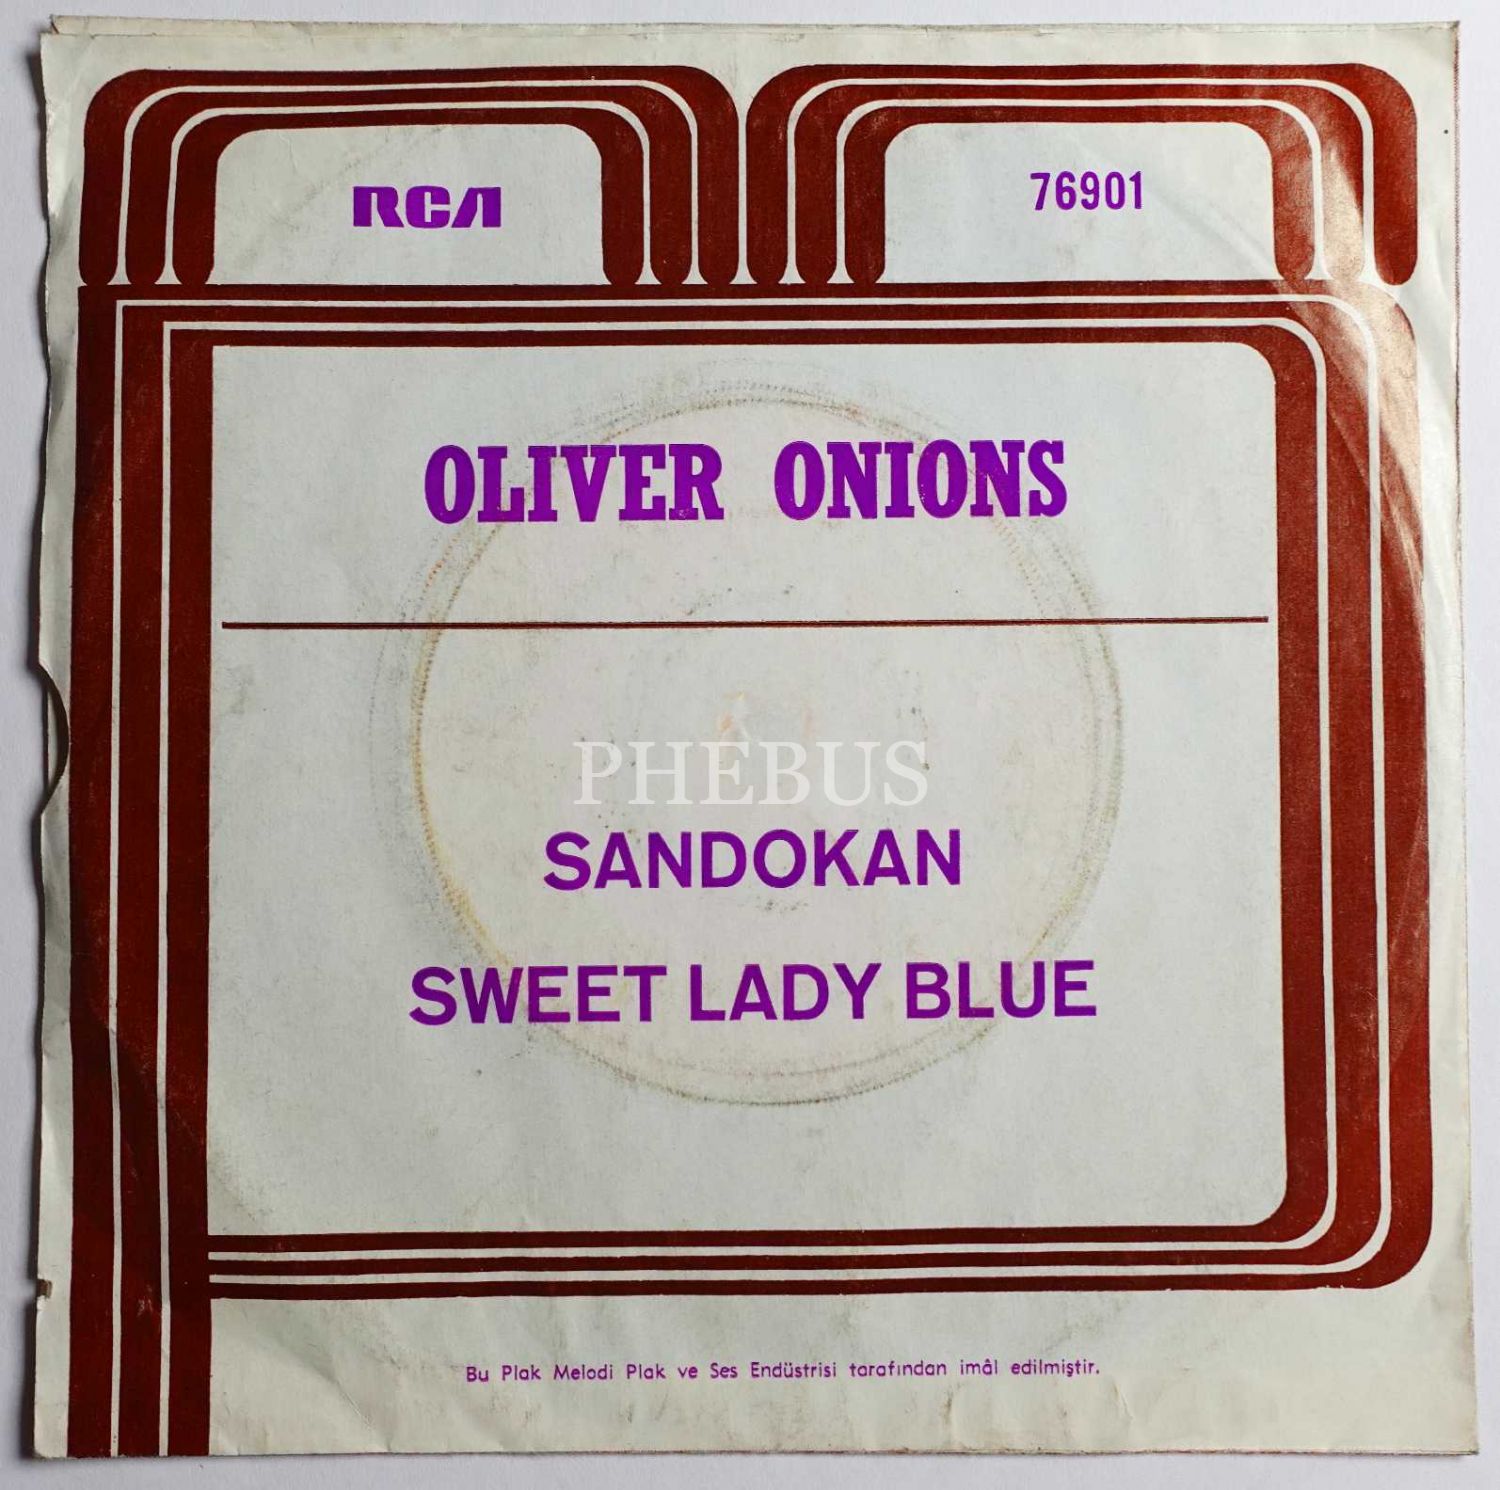 RCA
76901
OLIVER ONIONS
PHEBUS
SANDOKAN
SWEET LADY BLUE
Bu Plak Melodi Plak ve Ses Endüstrisi tarafından imâl edilmiştir.